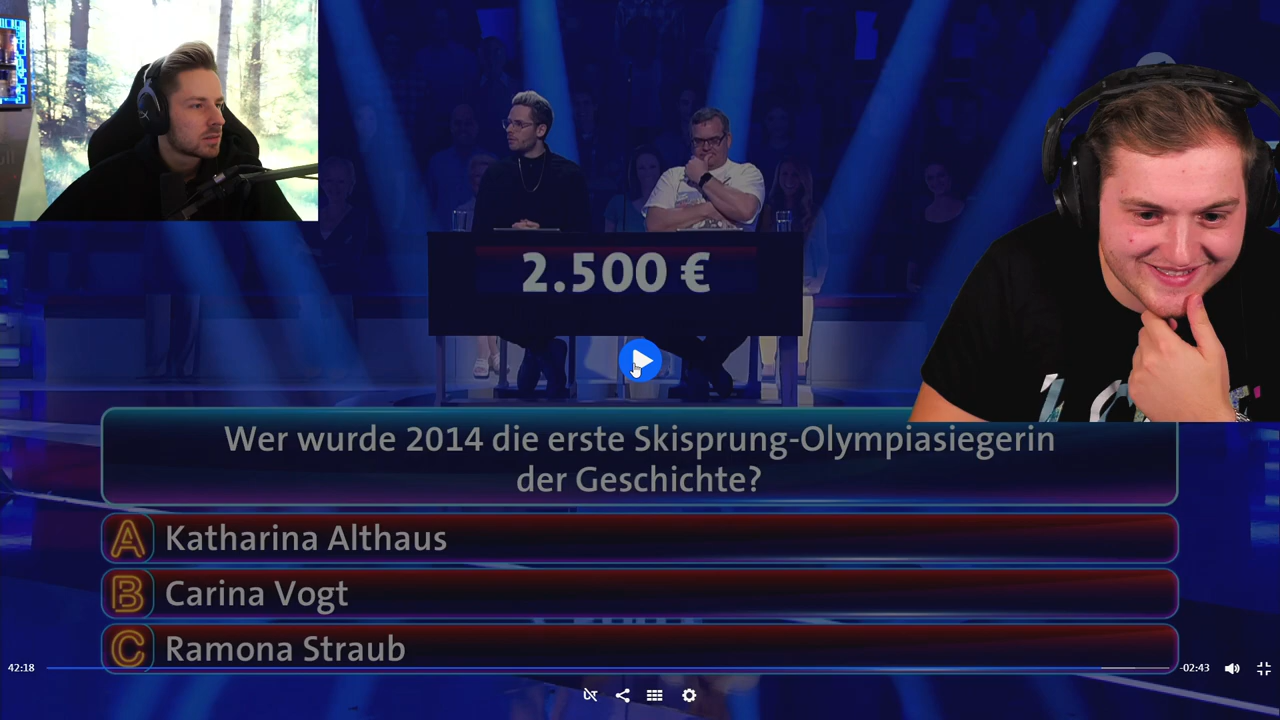 2.500 €
Wer wurde 2014 die erste Skisprung-Olympiasiegerin
der Geschichte?
A Katharina Althaus
B Carina Vogt
C Ramona Straub
42:18
-02:43